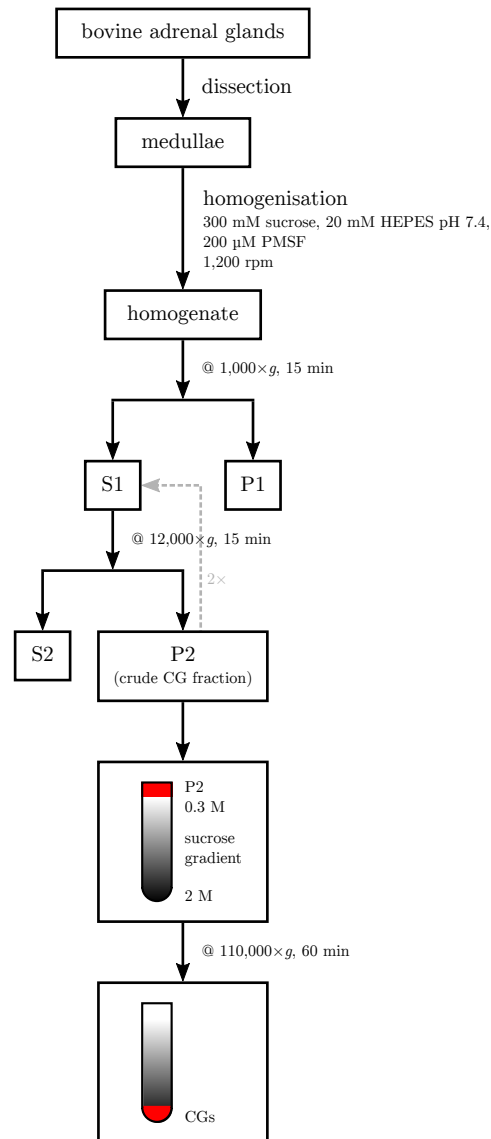 bovine adrenal glands
dissection
medullae
homogenisation
300 mM sucrose, 20 mM HEPES pH 7.4,
200 µM PMSF
1,200 rpm
homogenate
@ 1,000×g, 15 min
S1
P1
@ 12,000×g, 15 min
2×
S2
P2
(crude CG fraction)
P2
0.3 M
sucrose
gradient
2 M
@ 110,000×g, 60 min
CGs